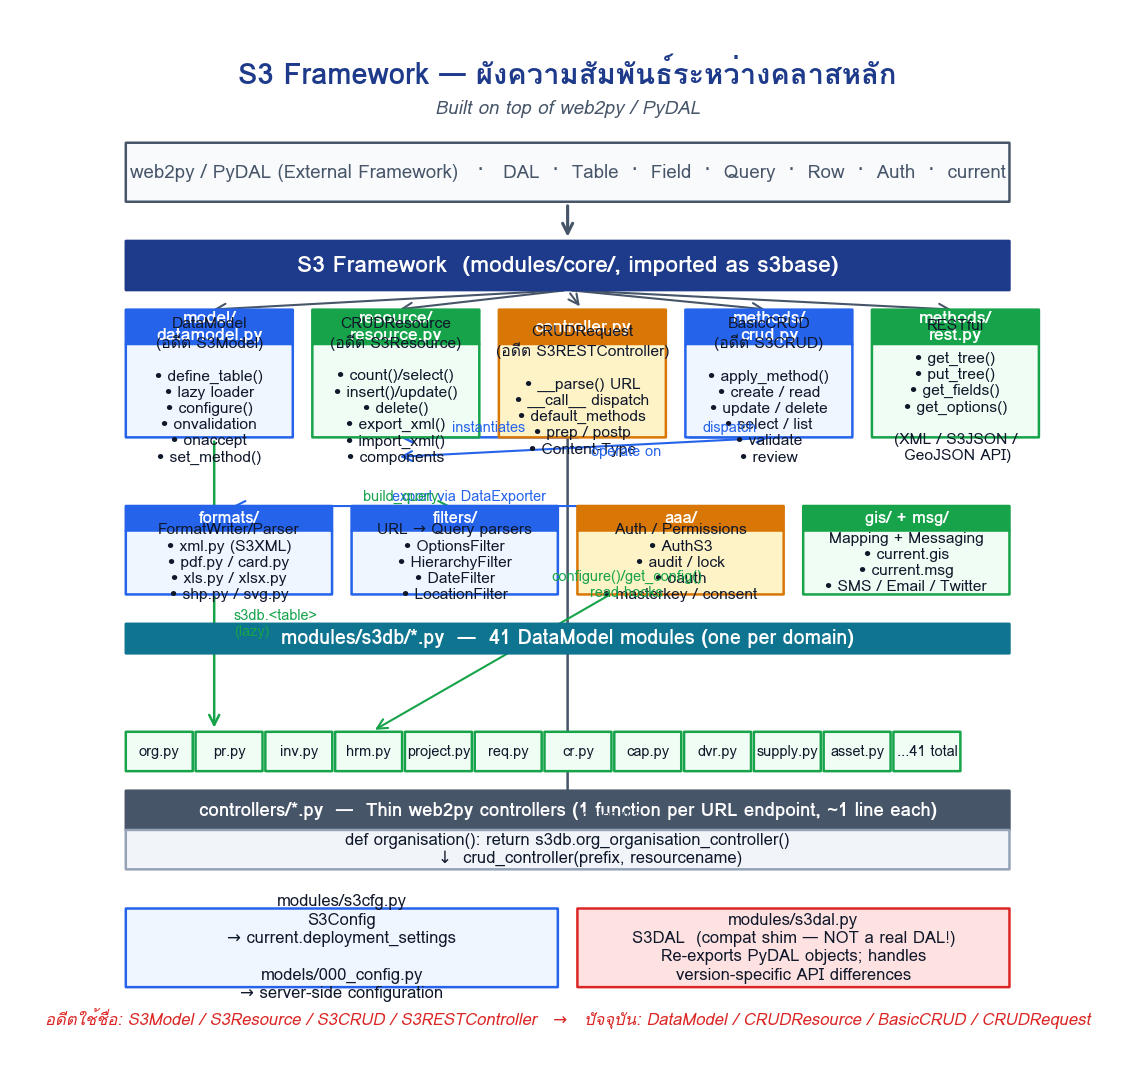 S3 Framework — ผังความสัมพันธ์ระหว่างคลาสหลัก
Built on top of web2py / PyDAL
web2py / PyDAL (External Framework) · DAL · Table · Field · Query · Row · Auth · current
S3 Framework (modules/core/, imported as s3base)
model/
datamodel.py
DataModel
(อดีต S3Model)
• define_table()
• lazy loader
• configure()
• onvalidation
• onaccept
• set_method()
resource/
resource.py
CRUDResource
(อดีต S3Resource)
• count()/select()
• insert()/update()
• delete()
• export_xml()
• import_xml()
• components
controller.py
CRUDRequest
(อดีต S3RESTController)
• __parse() URL
• __call__ dispatch
• default_methods
• prep / postp
• Content-Type
methods/
crud.py
BasicCRUD
(อดีต S3CRUD)
• apply_method()
• create / read
• update / delete
• select / list
• validate
• review
methods/
rest.py
RESTful
• get_tree()
• put_tree()
• get_fields()
• get_options()
(XML / S3JSON /
GeoJSON API)
instantiates
dispatch
operate on
build_query
export via DataExporter
formats/
FormatWriter/Parser
• xml.py (S3XML)
• pdf.py / card.py
• xls.py / xlsx.py
• shp.py / svg.py
filters/
URL → Query parsers
• OptionsFilter
• HierarchyFilter
• DateFilter
• LocationFilter
aaa/
Auth / Permissions
• AuthS3
• audit / lock
• oauth
• masterkey / consent
gis/ + msg/
Mapping + Messaging
• current.gis
• current.msg
• SMS / Email / Twitter
configure()/get_config()
read hooks
s3db.<table>
(lazy)
modules/s3db/*.py — 41 DataModel modules (one per domain)
org.py pr.py inv.py hrm.py project.py req.py cr.py cap.py dvr.py supply.py asset.py ...41 total
controllers/*.py — Thin web2py controllers (1 function per URL endpoint, ~1 line each)
def organisation(): return s3db.org_organisation_controller()
↓ crud_controller(prefix, resourcename)
modules/s3cfg.py
S3Config
→ current.deployment_settings
models/000_config.py
→ server-side configuration
modules/s3dal.py
S3DAL (compat shim — NOT a real DAL!)
Re-exports PyDAL objects; handles
version-specific API differences
อดีตใช้ชื่อ: S3Model / S3Resource / S3CRUD / S3RESTController → ปัจจุบัน: DataModel / CRUDResource / BasicCRUD / CRUDRequest